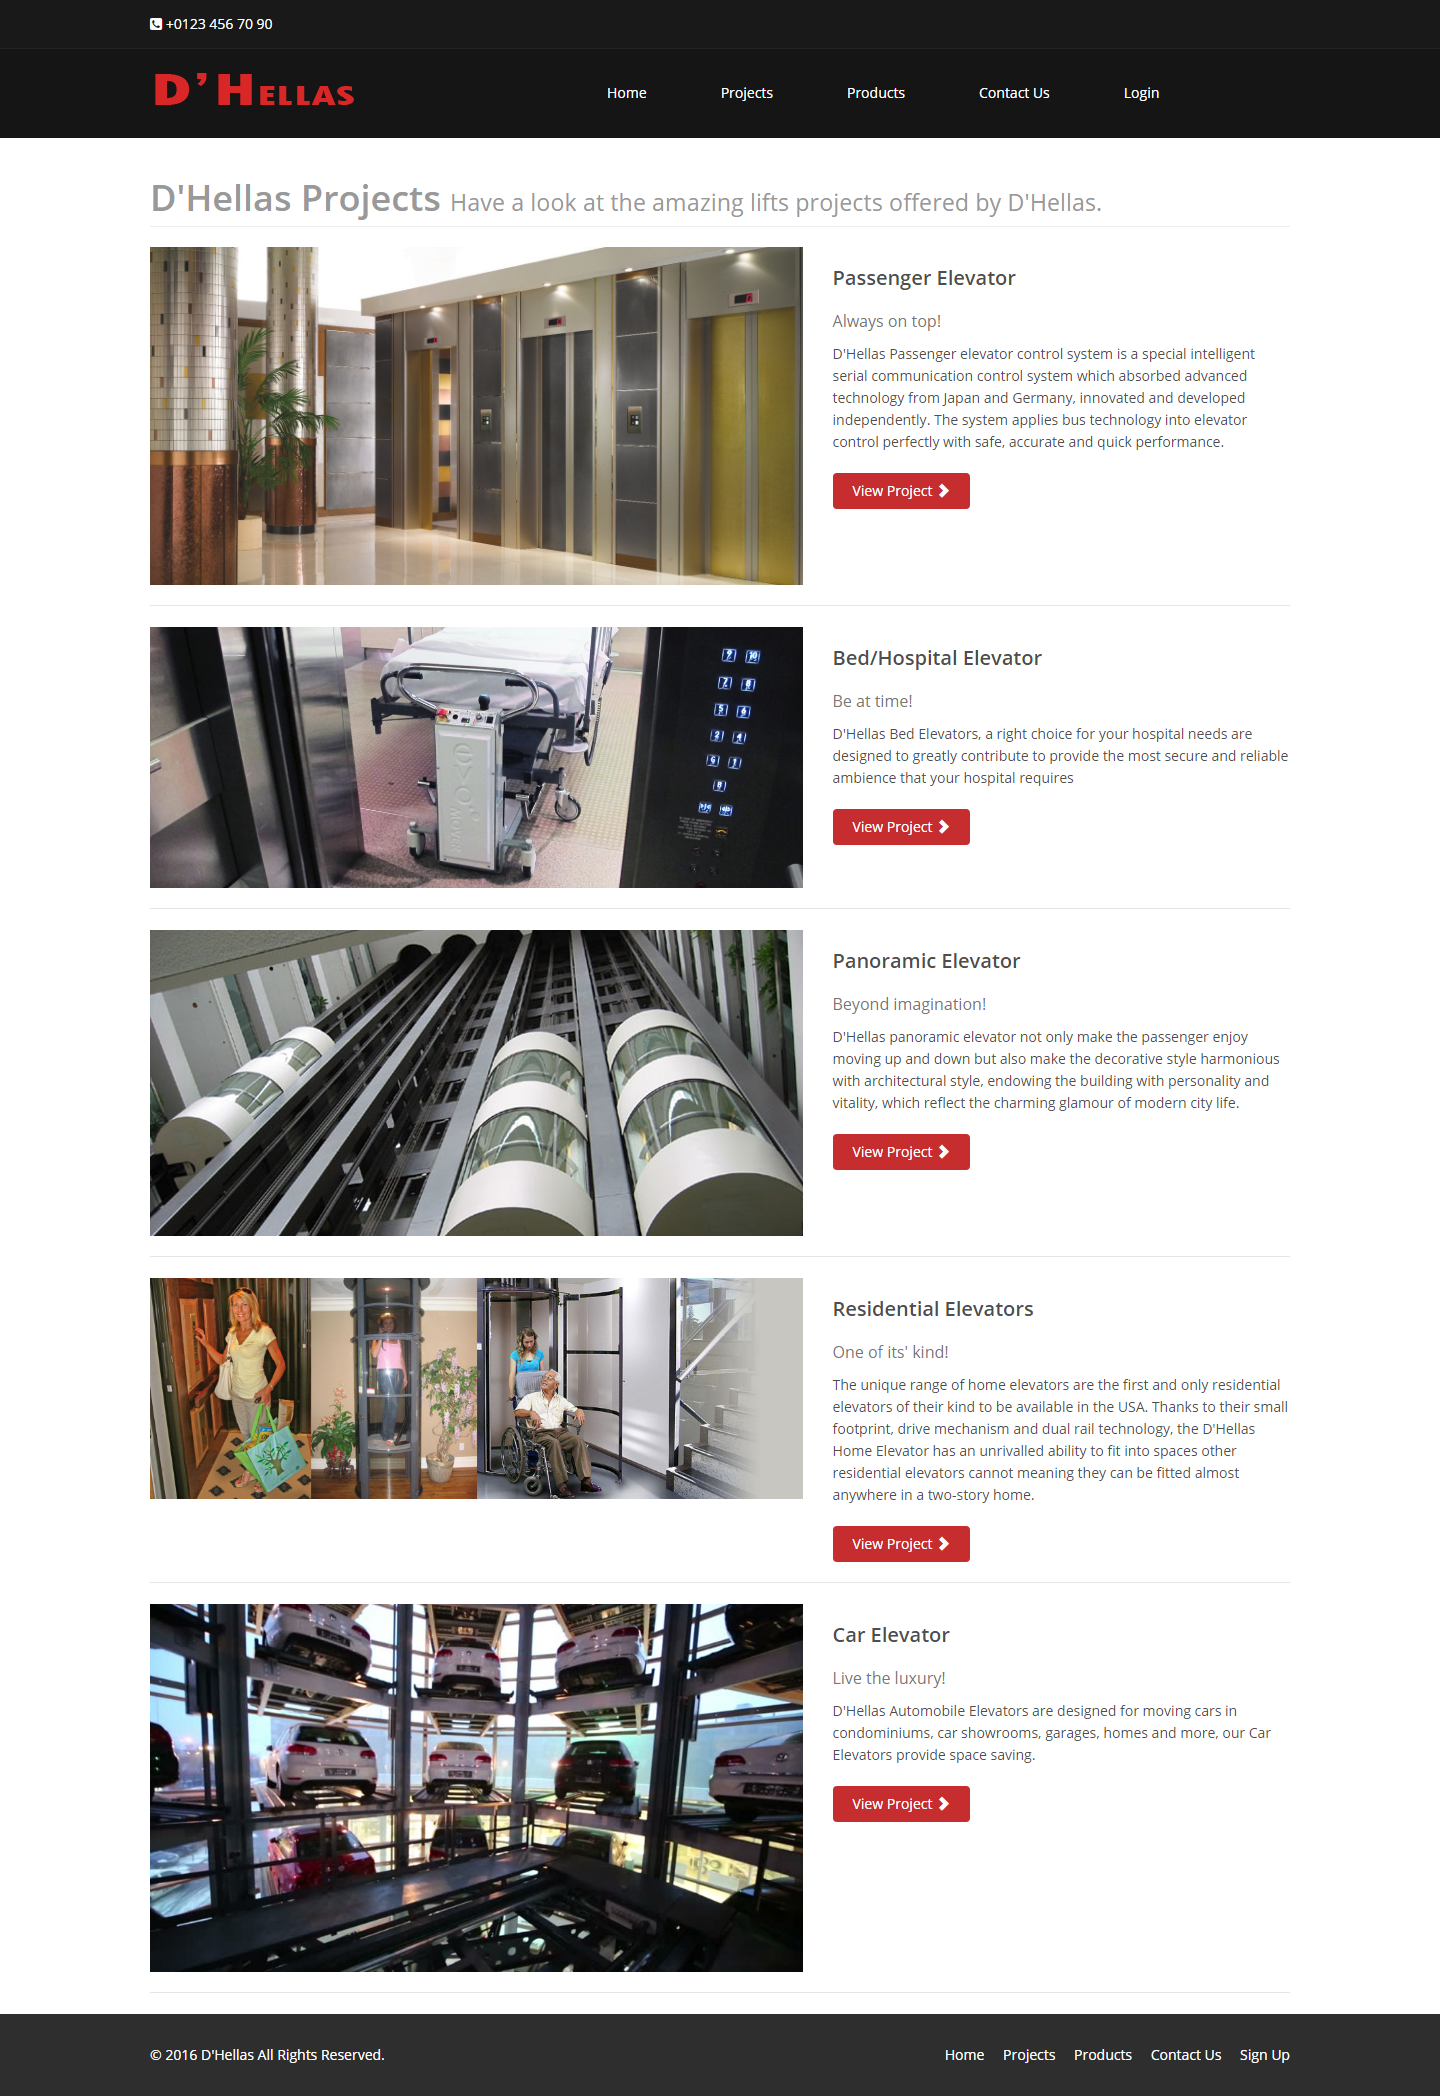 +0123 456 70 90
D'Hellas
Home Projects Products Contact Us Login
D'Hellas Projects Have a look at the amazing lifts projects offered by D'Hellas.
Passenger Elevator
Always on top!
D'Hellas Passenger elevator control system is a special intelligent
serial communication control system which absorbed advanced
technology from Japan and Germany, innovated and developed
independently. The system applies bus technology into elevator
control perfectly with safe, accurate and quick performance.
View Project
Bed/Hospital Elevator
Be at time!
D'Hellas Bed Elevators, a right choice for your hospital needs are
designed to greatly contribute to provide the most secure and reliable
ambience that your hospital requires
View Project
Panoramic Elevator
Beyond imagination!
D'Hellas panoramic elevator not only make the passenger enjoy
moving up and down but also make the decorative style harmonious
with architectural style, endowing the building with personality and
vitality, which reflect the charming glamour of modern city life.
View Project
Residential Elevators
One of its' kind!
The unique range of home elevators are the first and only residential
elevators of their kind to be available in the USA. Thanks to their small
footprint, drive mechanism and dual rail technology, the D'Hellas
Home Elevator has an unrivalled ability to fit into spaces other
residential elevators cannot meaning they can be fitted almost
anywhere in a two-story home.
View Project
Car Elevator
Live the luxury!
D'Hellas Automobile Elevators are designed for moving cars in
condominiums, car showrooms, garages, homes and more, our Car
Elevators provide space saving.
View Project
© 2016 D'Hellas All Rights Reserved.
Home Projects Products Contact Us Sign Up